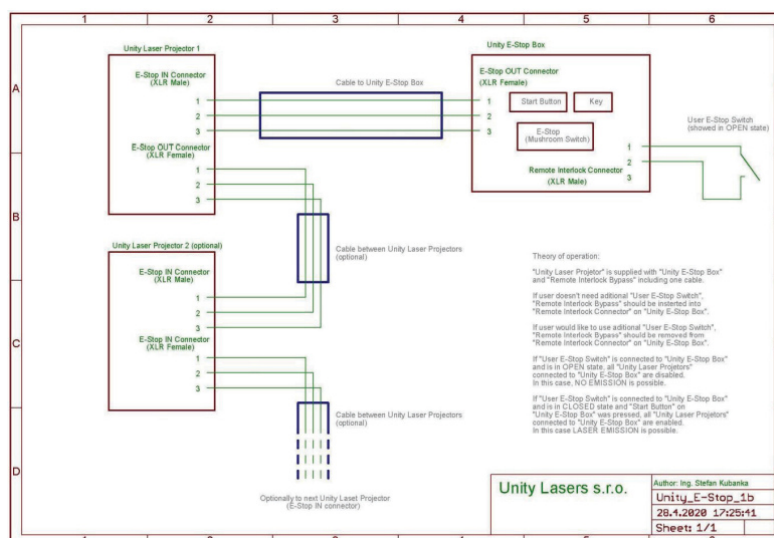 1 2 3 4 5 6
A
B
C
D
Unity Laser Projector 1
E-Stop IN Connector
(XLR Male)
1
2
3
E-Stop OUT Connector
(XLR Female)
1
2
3
Cable to Unity E-Stop Box
Unity E-Stop Box
E-Stop OUT Connector
(XLR Female)
1
2
3
Start Button
Key
E-Stop
(Mushroom Switch)
1
2
3
Remote Interlock Connector
(XLR Male)
User E-Stop Switch
(showed in OPEN state)
Cable between Unity Laser Projectors
(optional)
Unity Laser Projector 2 (optional)
E-Stop IN Connector
(XLR Male)
1
2
3
E-Stop IN Connector
(XLR Female)
1
2
3
Cable between Unity Laser Projectors
(optional)
Optionally to next Unity Laset Projector
(E-Stop IN connector)
Theory of operation:
"Unity Laser Projetor" is supplied with "Unity E-Stop Box"
and "Remote Interlock Bypass" including one cable.
If user doesn't need aditional "User E-Stop Switch",
"Remote Interlock Bypass" should be insterted into
"Remote Interlock Connector" on "Unity E-Stop Box".
If user would like to use aditional "User E-Stop Switch",
"Remote Interlock Bypass" should be removed from
"Remote Interlock Connector" on "Unity E-Stop Box".
If "User E-Stop Switch" is connected to "Unity E-Stop Box"
and is in OPEN state, all "Unity Laser Projetors"
connected to "Unity E-Stop Box" are disabled.
In this case, NO EMISSION is possible.
If "User E-Stop Switch" is connected to "Unity E-Stop Box"
and is in CLOSED state and "Start Button" on
"Unity E-Stop Box" was pressed, all "Unity Laser Projetors"
connected to "Unity E-Stop Box" are enabled.
In this case LASER EMISSION is possible.
Unity Lasers s.r.o.
Author: Ing. Stefan Kubanka
Unity_E-Stop_1b
28.4.2020 17:25:41
Sheet: 1/1